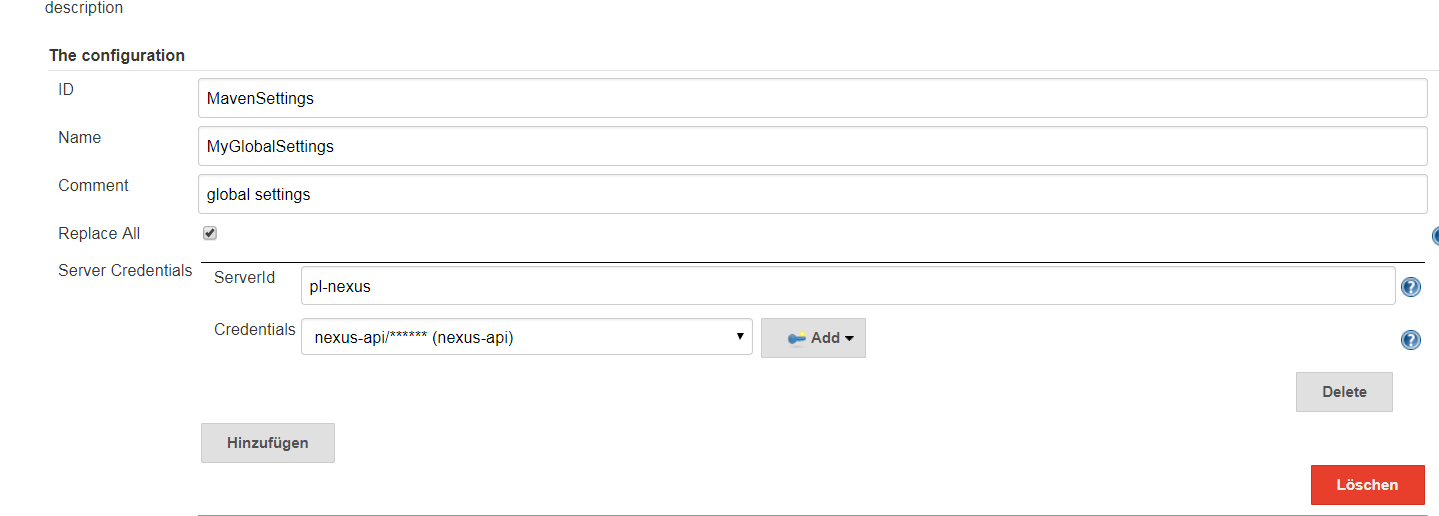 description
The configuration
ID
MavenSettings
Name
MyGlobalSettings
Comment
global settings
Replace All
Server Credentials
ServerId
pl-nexus
?
Credentials
nexus-api/****** (nexus-api)
Add
?
Delete
Hinzufügen
Löschen